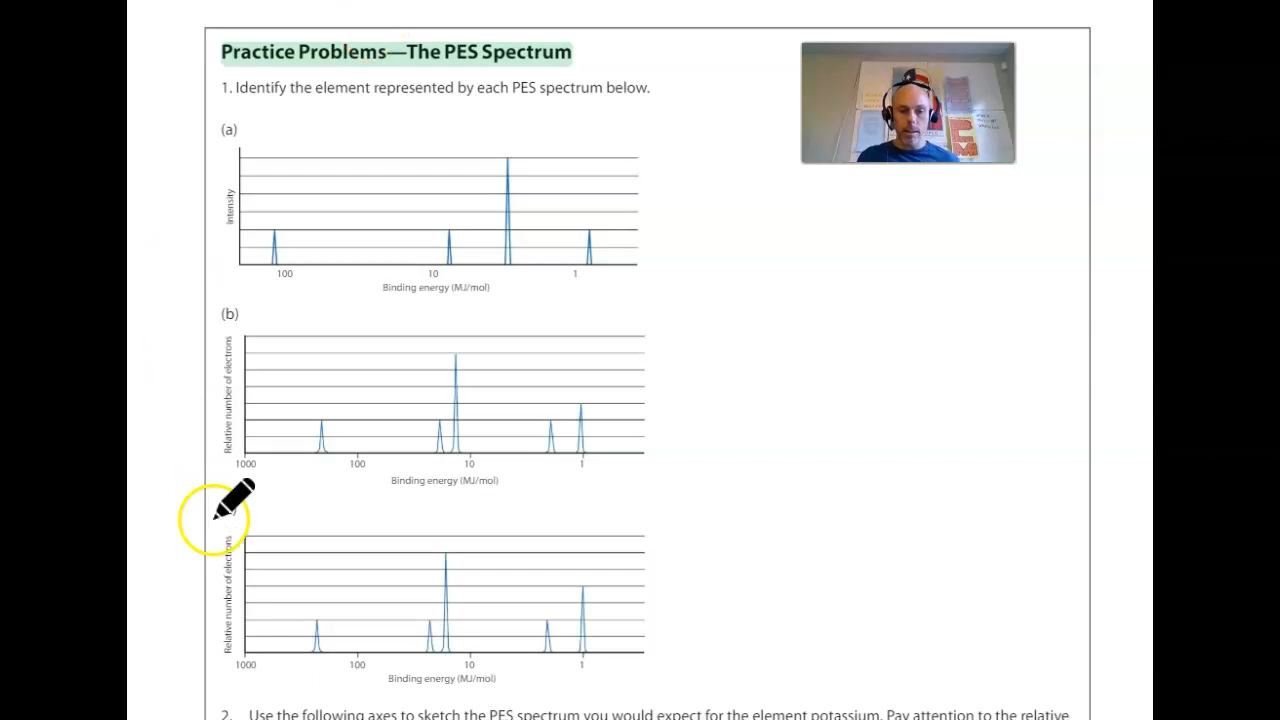 Practice Problems—The PES Spectrum
1. Identify the element represented by each PES spectrum below.
(a)
Intensity
100 10 1
Binding energy (MJ/mol)
(b)
Relative number of electrons
1000 100 10 1
Binding energy (MJ/mol)
Relative number of electrons
1000 100 10 1
Binding energy (MJ/mol)
2. Use the following axes to sketch the PES spectrum you would expect for the element potassium. Pay attention to the relative